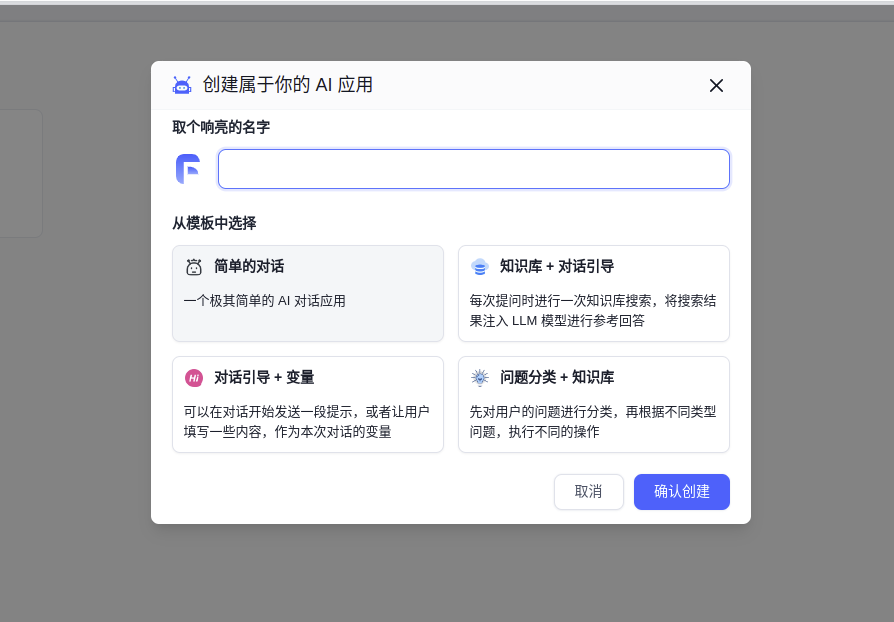 创建属于你的 AI 应用
取个响亮的名字
从模板中选择
简单的对话
一个极其简单的 AI 对话应用
知识库 + 对话引导
每次提问时进行一次知识库搜索，将搜索结
果注入 LLM 模型进行参考回答
Hi
对话引导 + 变量
可以在对话开始发送一段提示，或者让用户
填写一些内容，作为本次对话的变量
问题分类 + 知识库
先对用户的问题进行分类，再根据不同类型
问题，执行不同的操作
取消
确认创建